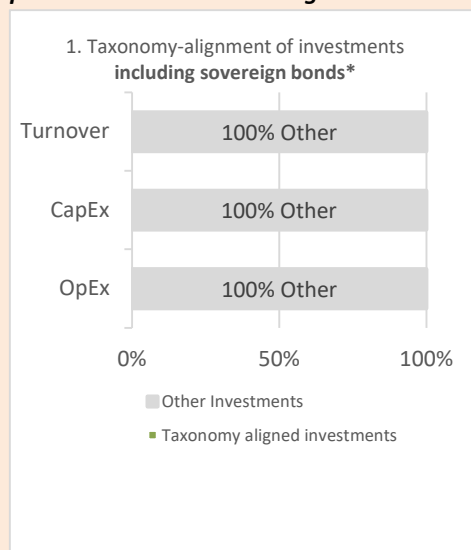 1. Taxonomy-alignment of investments
including sovereign bonds*
Turnover
100% Other
CapEx
100% Other
OpEx
100% Other
0% 50% 100%
Other Investments
Taxonomy aligned investments